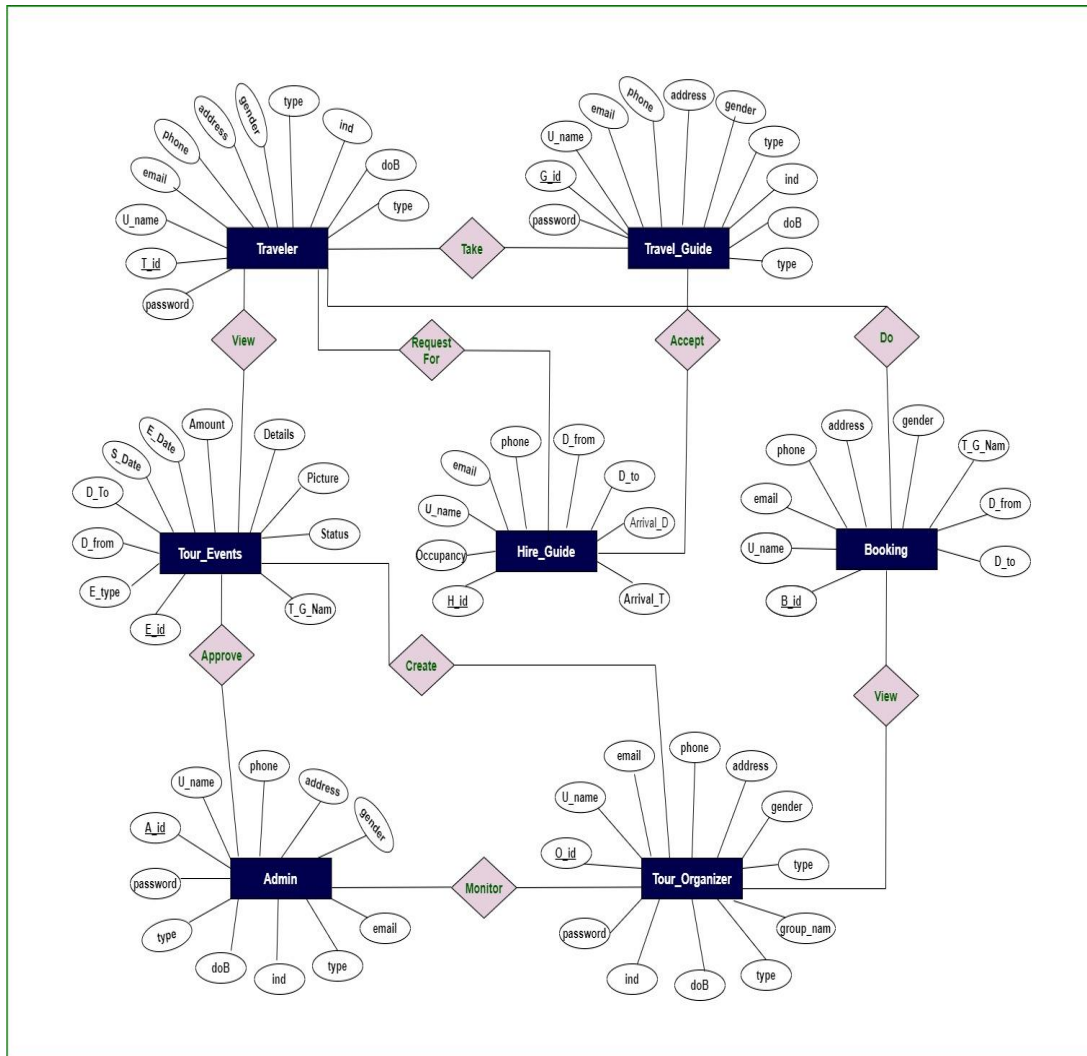 type
gender
address
phone
email
ind
doB
U_name
type
T_id
password
Traveler
Take
address
phone
email
gender
U_name
type
G_id
ind
password
doB
type
Travel_Guide
View
Request
For
Accept
Do
Amount
E_Date
S_Date
Details
D_To
Picture
D_from
Status
E_type
E_id
T_G_Nam
Tour_Events
phone
D_from
email
D_to
U_name
Arrival_D
Occupancy
H_id
Arrival_T
Hire_Guide
gender
address
phone
T_G_Nam
email
D_from
U_name
D_to
B_id
Booking
Approve
Create
View
phone
U_name
address
gender
A_id
password
type
doB
ind
type
email
Admin
Monitor
phone
email
address
U_name
gender
O_id
type
password
group_nam
ind
doB
type
Tour_Organizer